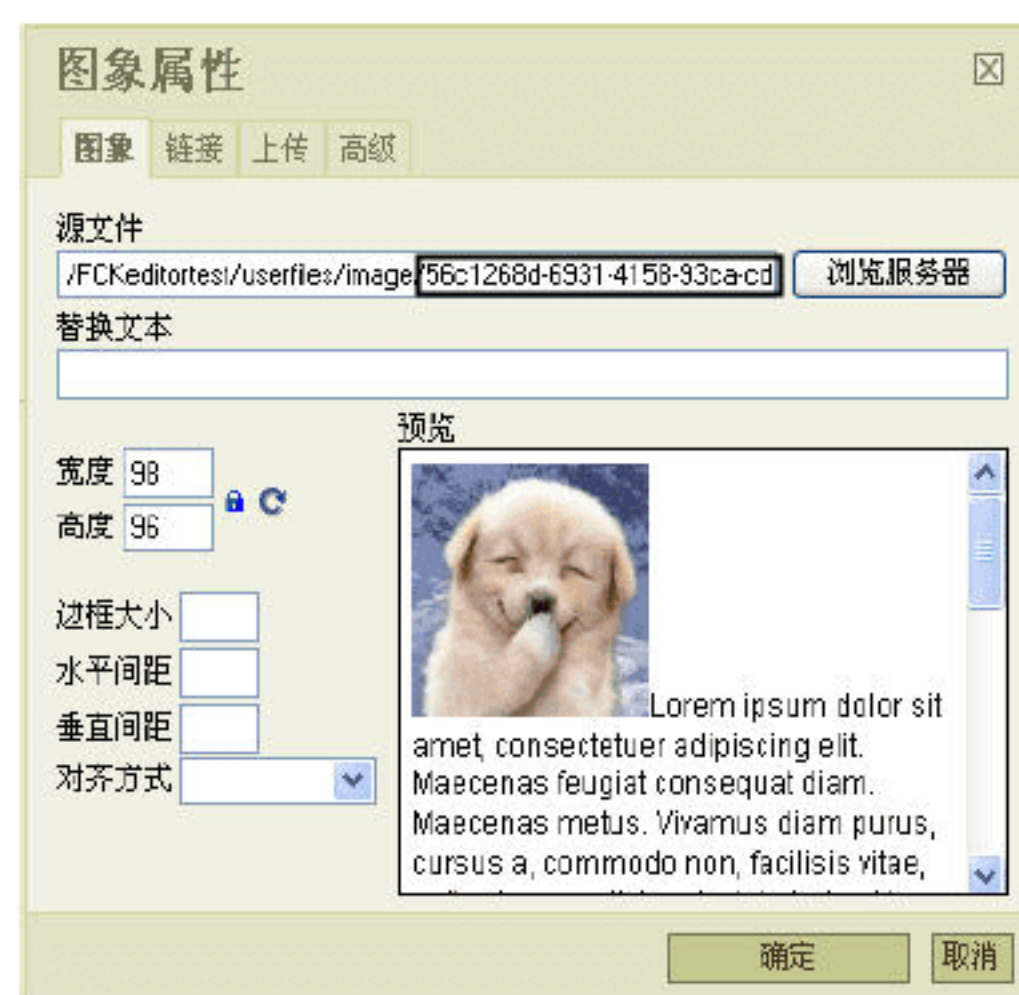 图象属性
图象 链接 上传 高级
源文件
/FCKeditortest/userfiles/image/56c1268d-6931-4158-93ca-cd 浏览服务器
替换文本
预览
宽度 98
高度 96
边框大小
水平间距
垂直间距
对齐方式
Lorem ipsum dolor sit
amet, consectetuer adipiscing elit.
Maecenas feugiat consequat diam.
Maecenas metus. Vivamus diam purus,
cursus a, commodo non, facilisis vitae,
确定 取消